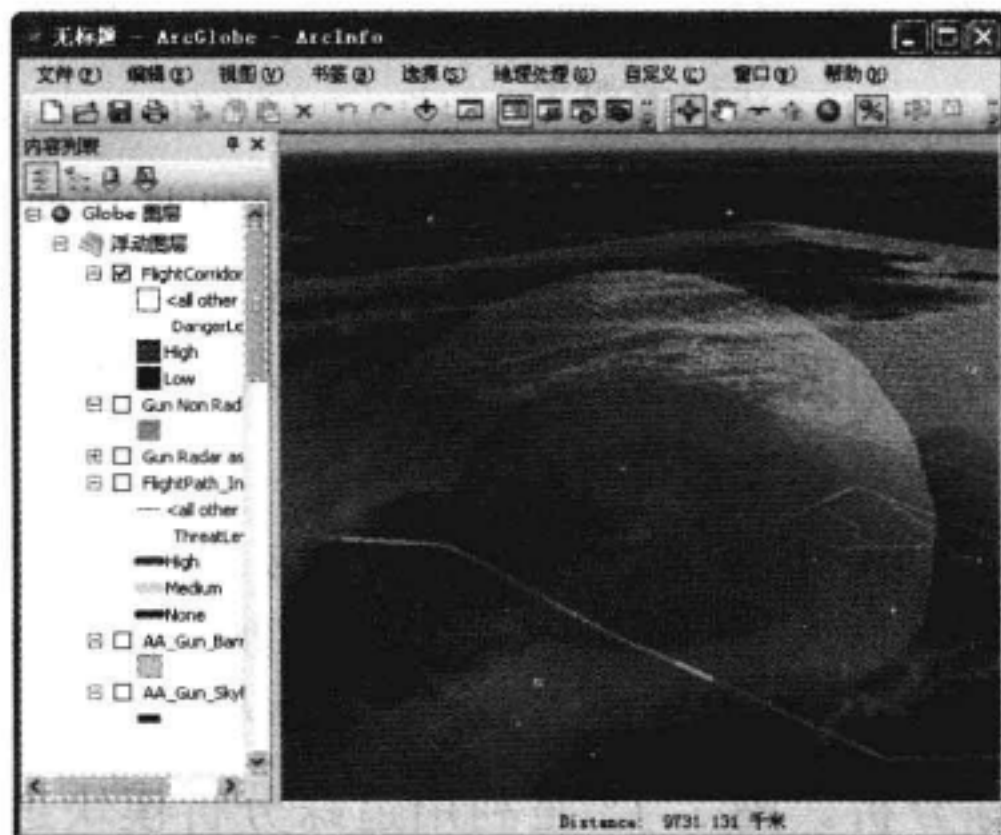 无标题 - ArcGlobe - ArcInfo
文件(F) 编辑(E) 视图(V) 书签(B) 选择(S) 地理处理(G) 自定义(C) 窗口(W) 帮助(H)
内容列表
Globe 图层
浮动图层
FlightCorridor
<all other
DangerLe
High
Low
Gun Non Rad
Gun Radar as
FlightPath_In
<all other
ThreatLe
High
Medium
None
AA_Gun_Barr
AA_Gun_Skyl
Distance: 9731.131 千米